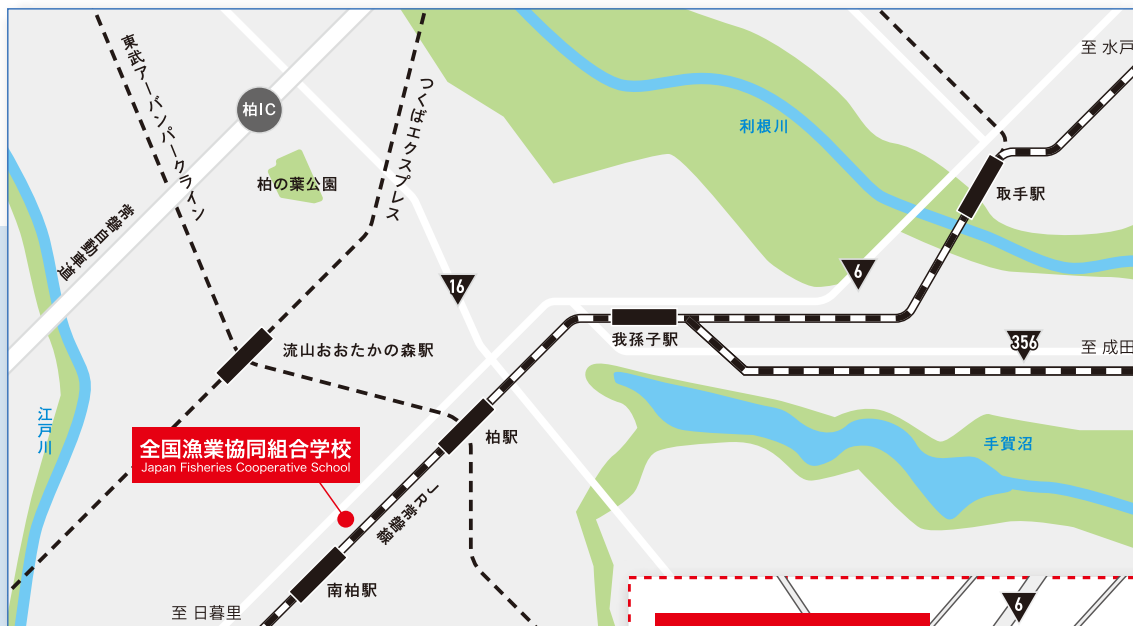 至 水戸
東武アーバンパークライン
つくばエクスプレス
柏IC
利根川
柏の葉公園
取手駅
常磐自動車道
6
16
我孫子駅
356
至 成田
流山おおたかの森駅
江戸川
柏駅
手賀沼
全国漁業協同組合学校
Japan Fisheries Cooperative School
JR常磐線
南柏駅
至 日暮里
6